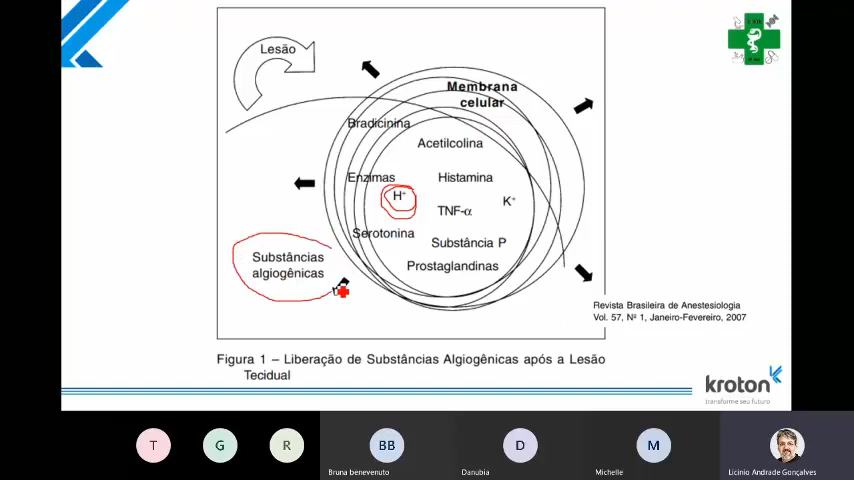 Lesão
Membrana
celular
Bradicinina
Acetilcolina
Enzimas
Histamina
H⁺
K⁺
TNF-α
Serotonina
Substância P
Substâncias
algiogênicas
Prostaglandinas
Revista Brasileira de Anestesiologia
Vol. 57, Nº 1, Janeiro-Fevereiro, 2007
Figura 1 – Liberação de Substâncias Algiogênicas após a Lesão
Tecidual
kroton
transforme seu futuro
T
G
R
BB
D
M
Bruna benevenuto
Danubia
Michelle
Licinio Andrade Gonçalves